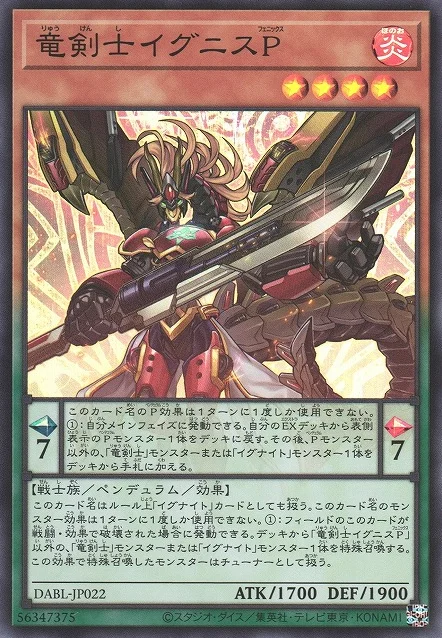 竜剣士イグニスP
炎
7
7
このカード名のP効果は1ターンに1度しか使用できない。
①：自分メインフェイズに発動できる。自分のEXデッキから表側
表示のPモンスター1体をデッキに戻す。その後、Pモンスター
以外の、「竜剣士」モンスターまたは「イグナイト」モンスター1体を
デッキから手札に加える。
【戦士族／ペンデュラム／効果】
このカード名はルール上「イグナイト」カードとしても扱う。このカード名のモン
スター効果は1ターンに1度しか使用できない。①：フィールドのこのカードが
戦闘・効果で破壊された場合に発動できる。デッキから「竜剣士イグニスP」
以外の、「竜剣士」モンスターまたは「イグナイト」モンスター1体を特殊召喚する。
この効果で特殊召喚したモンスターはチューナーとして扱う。
DABL-JP022
ATK/1700 DEF/1900
56347375
©スタジオ・ダイス/集英社・テレビ東京・KONAMI